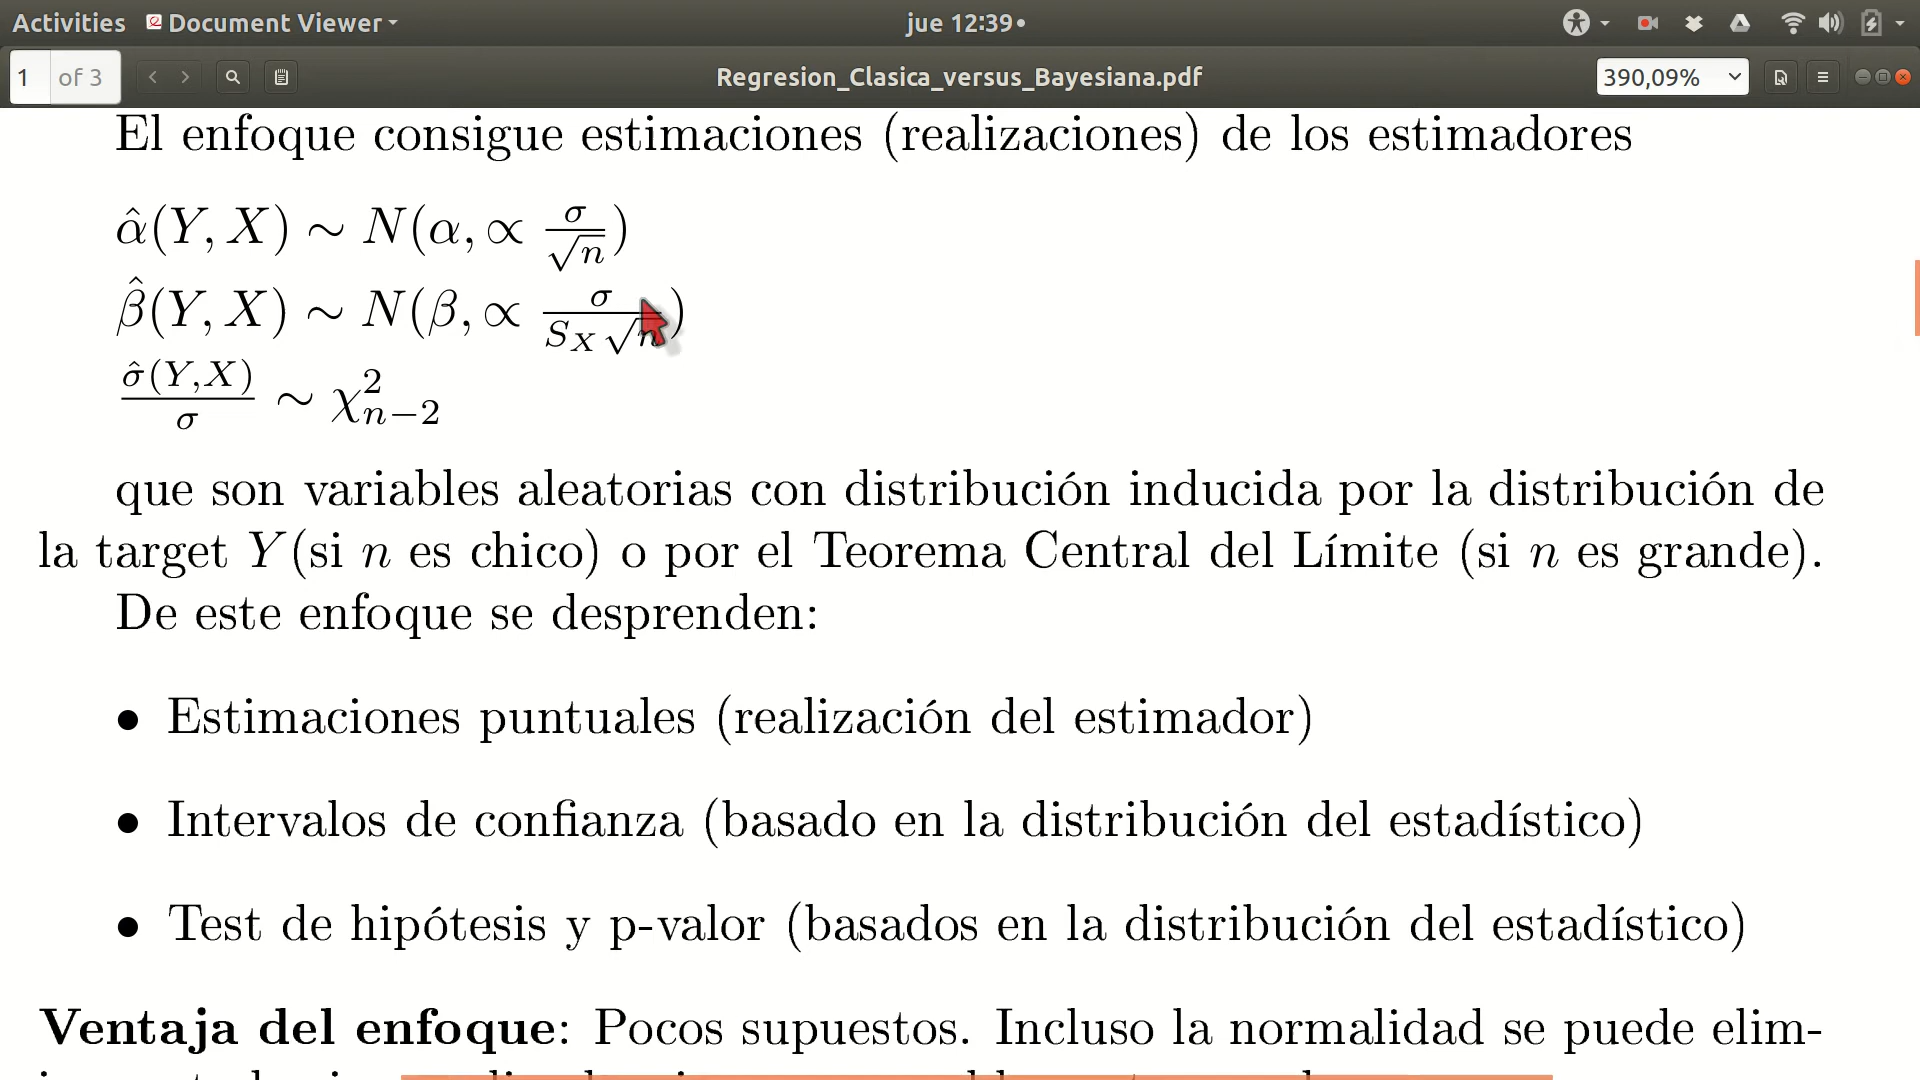 Activities Document Viewer jue 12:39
1 of 3 Regresion_Clasica_versus_Bayesiana.pdf 390,09%
El enfoque consigue estimaciones (realizaciones) de los estimadores
α̂(Y, X) ∼ N(α, ∝ σ/√n)
β̂(Y, X) ∼ N(β, ∝ σ/(S_X √n))
σ̂(Y,X)/σ ∼ χ²_{n−2}
que son variables aleatorias con distribución inducida por la distribución de
la target Y (si n es chico) o por el Teorema Central del Límite (si n es grande).
De este enfoque se desprenden:
• Estimaciones puntuales (realización del estimador)
• Intervalos de confianza (basado en la distribución del estadístico)
• Test de hipótesis y p-valor (basados en la distribución del estadístico)
Ventaja del enfoque: Pocos supuestos. Incluso la normalidad se puede elim-